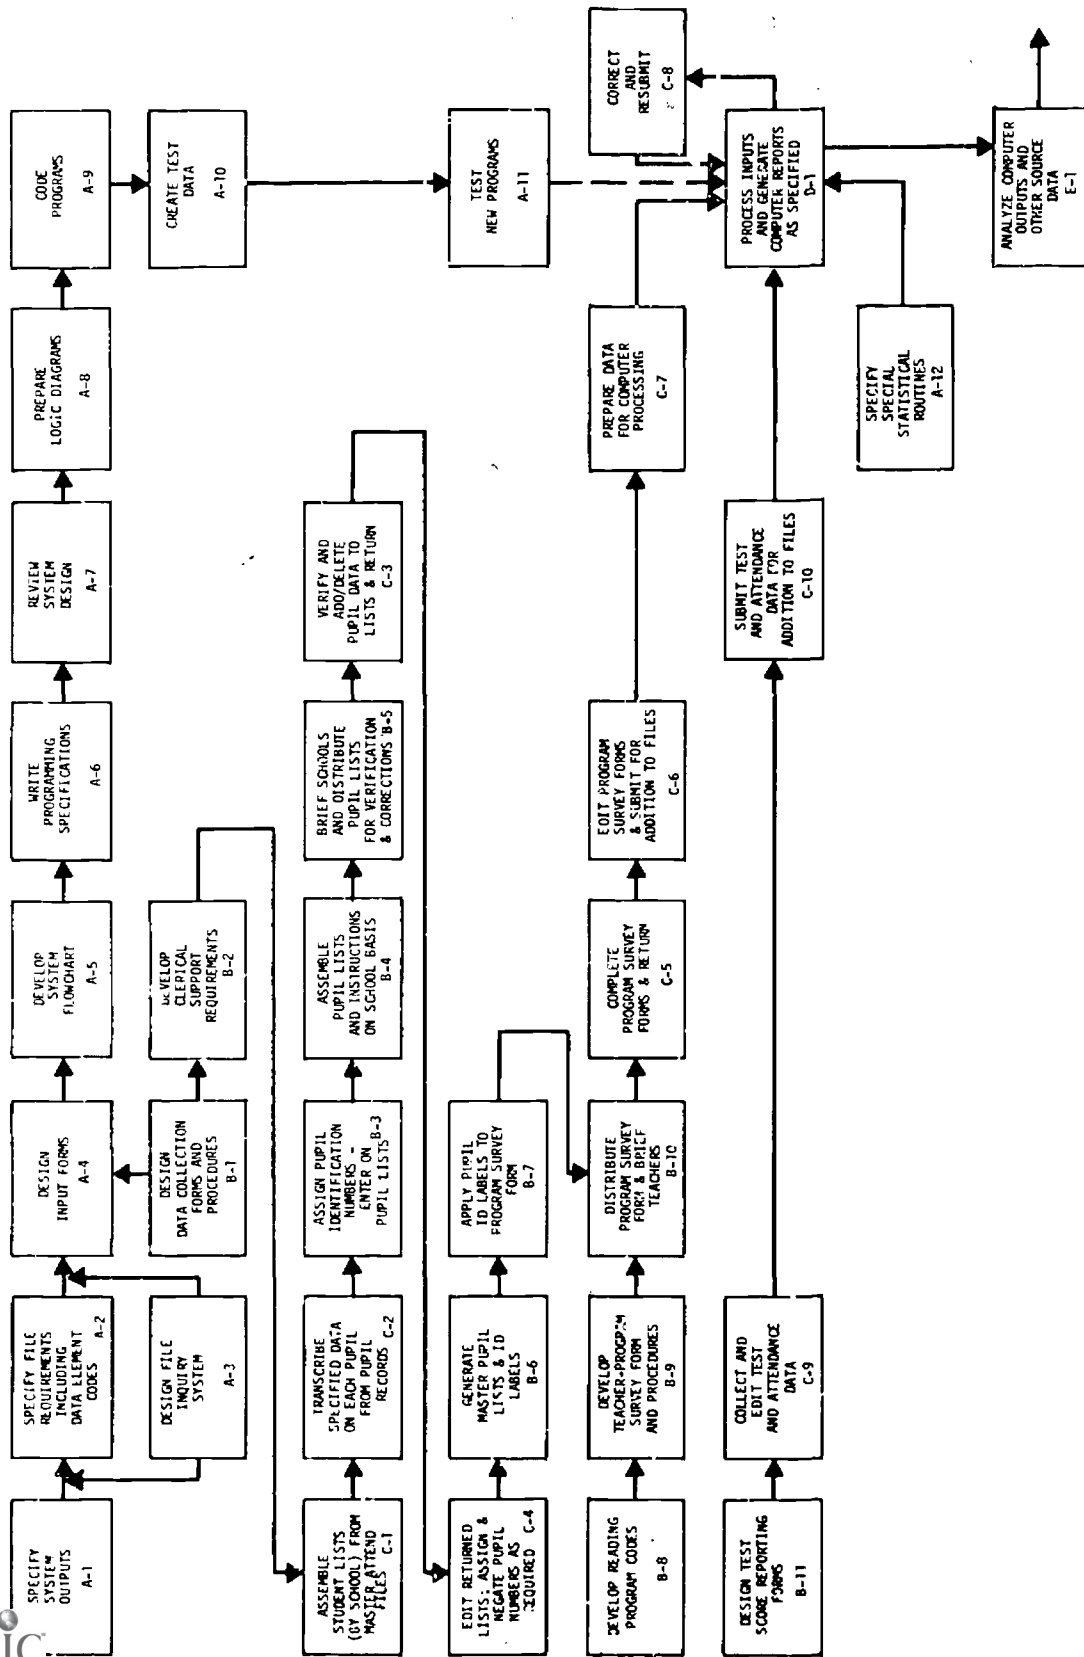 SPECIFY
SYSTEM
OUTPUTS
A-1
SPECIFY FILE
REQUIREMENTS
INCLUDING
DATA ELEMENT
CODES A-2
DESIGN FILE
INQUIRY
SYSTEM
A-3
DESIGN
INPUT FORMS
A-4
DEVELOP
SYSTEM
FLOWCHART
A-5
WRITE
PROGRAMMING
SPECIFICATIONS
A-6
REVIEW
SYSTEM
DESIGN
A-7
PREPARE
LOGIC DIAGRAMS
A-8
CODE
PROGRAMS
A-9
DESIGN
DATA COLLECTION
FORMS AND
PROCEDURES
B-1
DEVELOP
CLERICAL
SUPPORT
REQUIREMENTS
B-2
CREATE TEST
DATA
A-10
ASSEMBLE
STUDENT LISTS
(GY SCHOOL) FROM
MASTER ATTEND
FILES C-1
TRANSCRIBE
SPECIFIED DATA
ON EACH PUPIL
FROM PUPIL
RECORDS C-2
ASSIGN PUPIL
IDENTIFICATION
NUMBERS -
ENTER ON
PUPIL LISTS B-3
ASSEMBLE
PUPIL LISTS
AND INSTRUCTIONS
ON SCHOOL BASIS
B-4
BRIEF SCHOOLS
AND DISTRIBUTE
PUPIL LISTS
FOR VERIFICATION
& CORRECTIONS B-5
VERIFY AND
ADO/DELETE
PUPIL DATA TO
LISTS & RETURN
C-3
EDIT RETURNED
LISTS; ASSIGN &
NEGATE PUPIL
NUMBERS AS
REQUIRED C-4
GENERATE
MASTER PUPIL
LISTS & ID
LABELS
B-6
APPLY PUPIL
ID LABELS TO
PROGRAM SURVEY
FORM
B-7
TEST
NEW PROGRAMS
A-11
DEVELOP READING
PROGRAM CODES
B-8
DEVELOP
TEACHER-PROGRAM
SURVEY FORM
AND PROCEDURES
B-9
DISTRIBUTE
PROGRAM SURVEY
FORM & BRIEF
TEACHERS
B-10
COMPLETE
PROGRAM SURVEY
FORMS & RETURN
C-5
EDIT PROGRAM
SURVEY FORMS
& SUBMIT FOR
ADDITION TO FILES
C-6
PREPARE DATA
FOR COMPUTER
PROCESSING
C-7
CORRECT
AND
RESUBMIT
C-8
DESIGN TEST
SCORE REPORTING
FORMS
B-11
COLLECT AND
EDIT TEST
AND ATTENDANCE
DATA
C-9
SUBMIT TEST
AND ATTENDANCE
DATA FOR
ADDITION TO FILES
C-10
PROCESS INPUTS
AND GENERATE
COMPUTER REPORTS
AS SPECIFIED
D-1
SPECIFY
SPECIAL
STATISTICAL
ROUTINES
A-12
ANALYZE COMPUTER
OUTPUTS AND
OTHER SOURCE
DATA
E-1